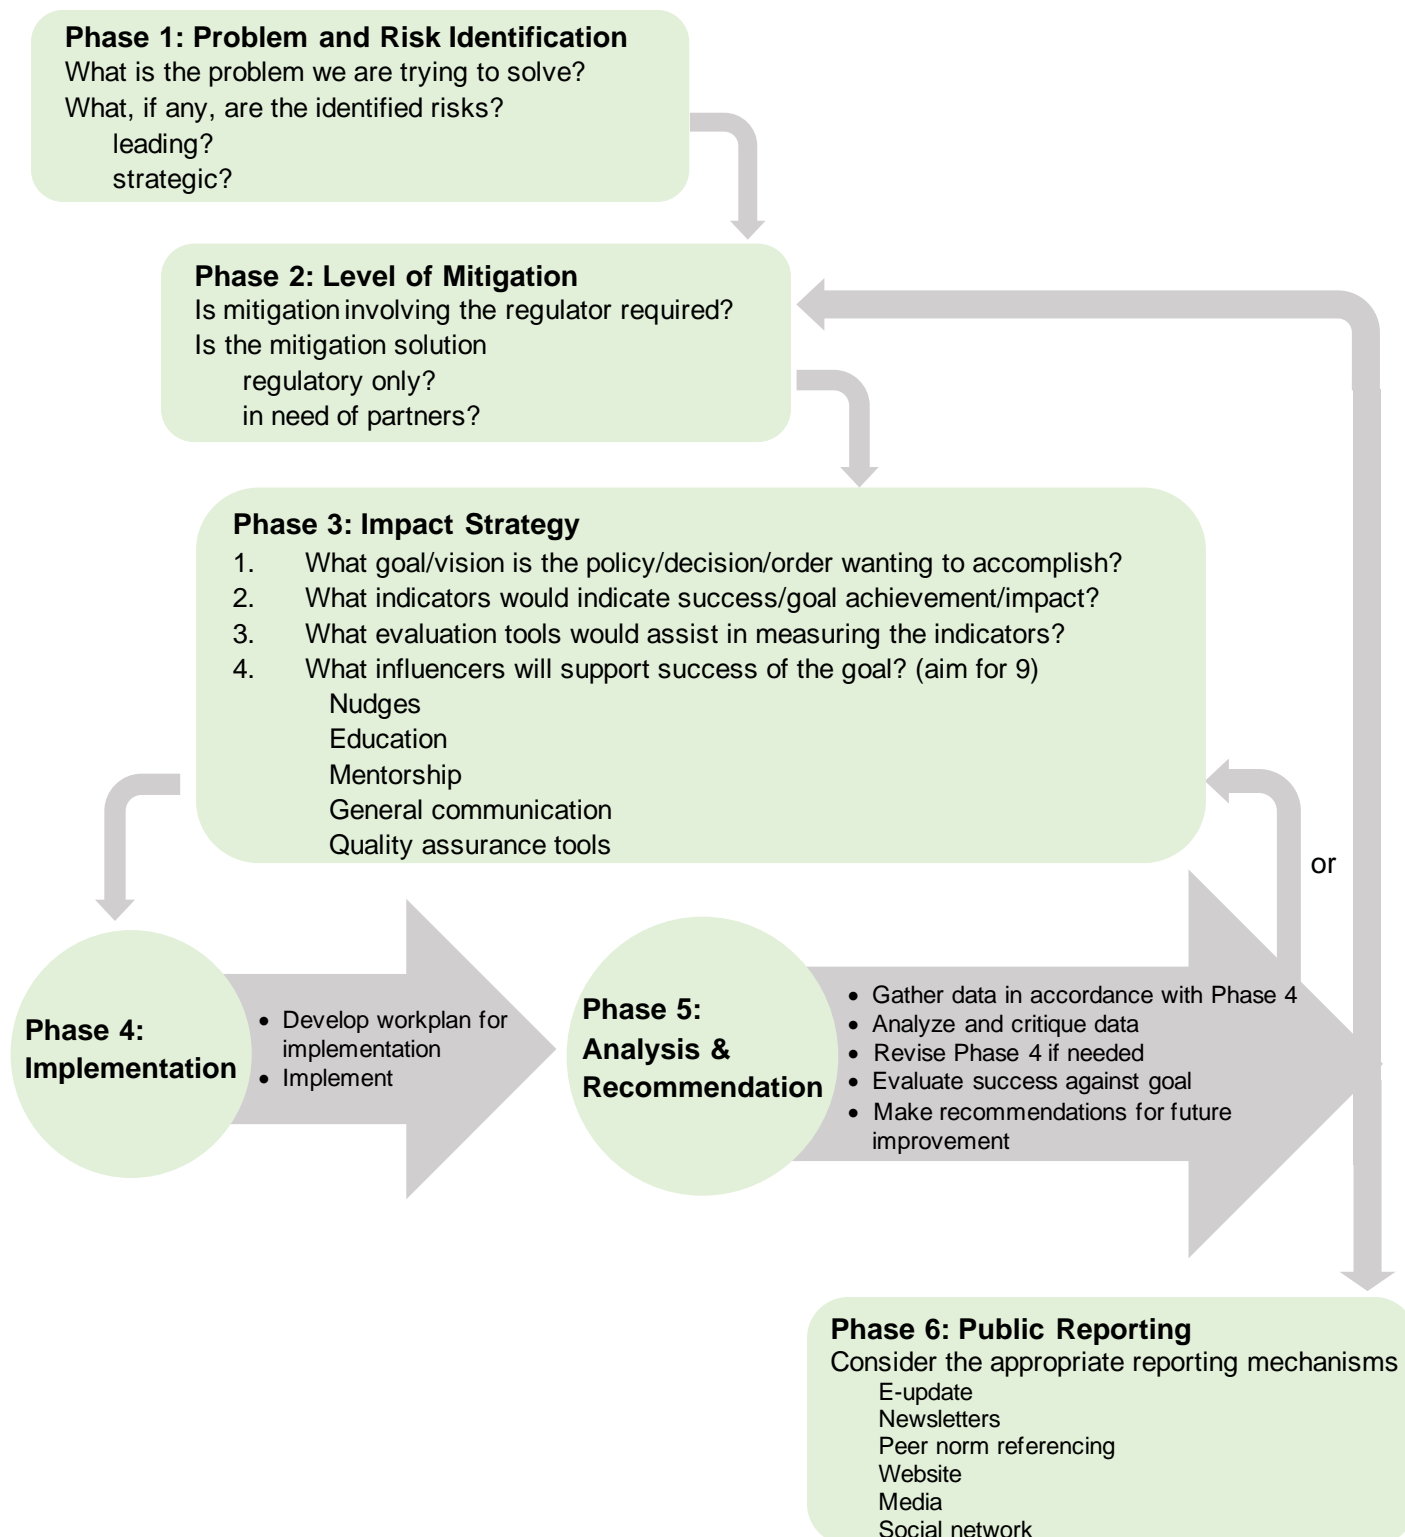 Phase 1: Problem and Risk Identification
What is the problem we are trying to solve?
What, if any, are the identified risks?
leading?
strategic?
Phase 2: Level of Mitigation
Is mitigation involving the regulator required?
Is the mitigation solution
regulatory only?
in need of partners?
Phase 3: Impact Strategy
1. What goal/vision is the policy/decision/order wanting to accomplish?
2. What indicators would indicate success/goal achievement/impact?
3. What evaluation tools would assist in measuring the indicators?
4. What influencers will support success of the goal? (aim for 9)
Nudges
Education
Mentorship
General communication
Quality assurance tools
or
Phase 4:
Implementation
• Develop workplan for
implementation
• Implement
Phase 5:
Analysis &
Recommendation
• Gather data in accordance with Phase 4
• Analyze and critique data
• Revise Phase 4 if needed
• Evaluate success against goal
• Make recommendations for future
improvement
Phase 6: Public Reporting
Consider the appropriate reporting mechanisms
E-update
Newsletters
Peer norm referencing
Website
Media
Social network